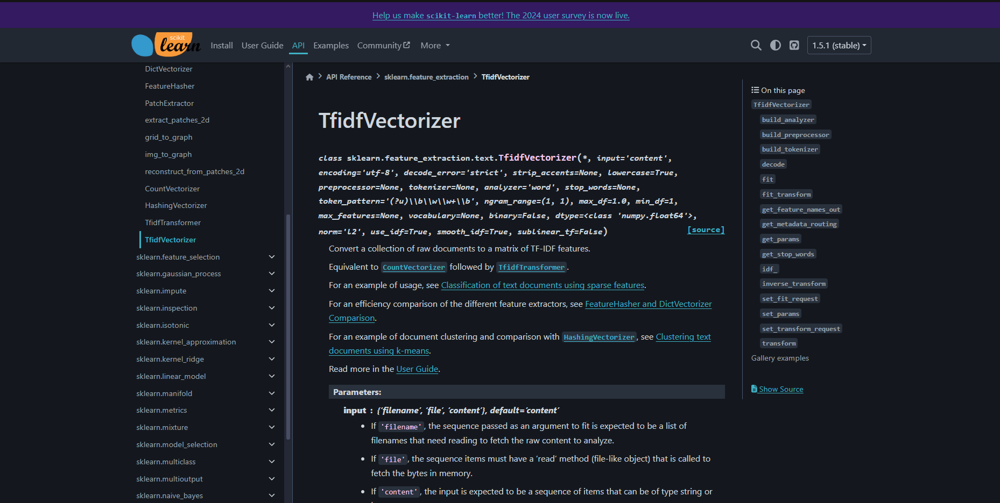 Help us make scikit-learn better! The 2024 user survey is now live.
scikit
learn
Install
User Guide
API
Examples
Community
More
1.5.1 (stable)
DictVectorizer
FeatureHasher
PatchExtractor
extract_patches_2d
grid_to_graph
img_to_graph
reconstruct_from_patches_2d
CountVectorizer
HashingVectorizer
TfidfTransformer
TfidfVectorizer
sklearn.feature_selection
sklearn.gaussian_process
sklearn.impute
sklearn.inspection
sklearn.isotonic
sklearn.kernel_approximation
sklearn.kernel_ridge
sklearn.linear_model
sklearn.manifold
sklearn.metrics
sklearn.mixture
sklearn.model_selection
sklearn.multiclass
sklearn.multioutput
sklearn.naive_bayes
API Reference
sklearn.feature_extraction
TfidfVectorizer
TfidfVectorizer
class sklearn.feature_extraction.text.TfidfVectorizer(*, input='content',
encoding='utf-8', decode_error='strict', strip_accents=None, lowercase=True,
preprocessor=None, tokenizer=None, analyzer='word', stop_words=None,
token_pattern='(?u)\\b\\w\\w+\\b', ngram_range=(1, 1), max_df=1.0, min_df=1,
max_features=None, vocabulary=None, binary=False, dtype=<class 'numpy.float64'>,
norm='l2', use_idf=True, smooth_idf=True, sublinear_tf=False) [source]
Convert a collection of raw documents to a matrix of TF-IDF features.
Equivalent to CountVectorizer followed by TfidfTransformer.
For an example of usage, see Classification of text documents using sparse features.
For an efficiency comparison of the different feature extractors, see FeatureHasher and DictVectorizer
Comparison.
For an example of document clustering and comparison with HashingVectorizer, see Clustering text
documents using k-means.
Read more in the User Guide.
Parameters:
input : {'filename', 'file', 'content'}, default='content'
• If 'filename', the sequence passed as an argument to fit is expected to be a list of
filenames that need reading to fetch the raw content to analyze.
• If 'file', the sequence items must have a 'read' method (file-like object) that is called to
fetch the bytes in memory.
• If 'content', the input is expected to be a sequence of items that can be of type string or
On this page
TfidfVectorizer
build_analyzer
build_preprocessor
build_tokenizer
decode
fit
fit_transform
get_feature_names_out
get_metadata_routing
get_params
get_stop_words
idf_
inverse_transform
set_fit_request
set_params
set_transform_request
transform
Gallery examples
Show Source